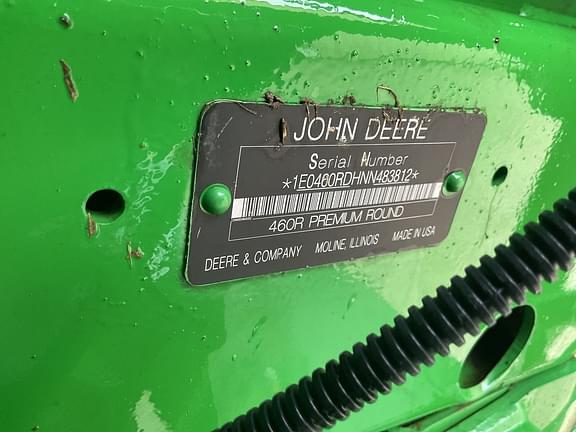 JOHN DEERE
Serial Number
*1E0460RDHNN483812*
460R PREMIUM ROUND
DEERE & COMPANY MOLINE, ILLINOIS MADE IN USA